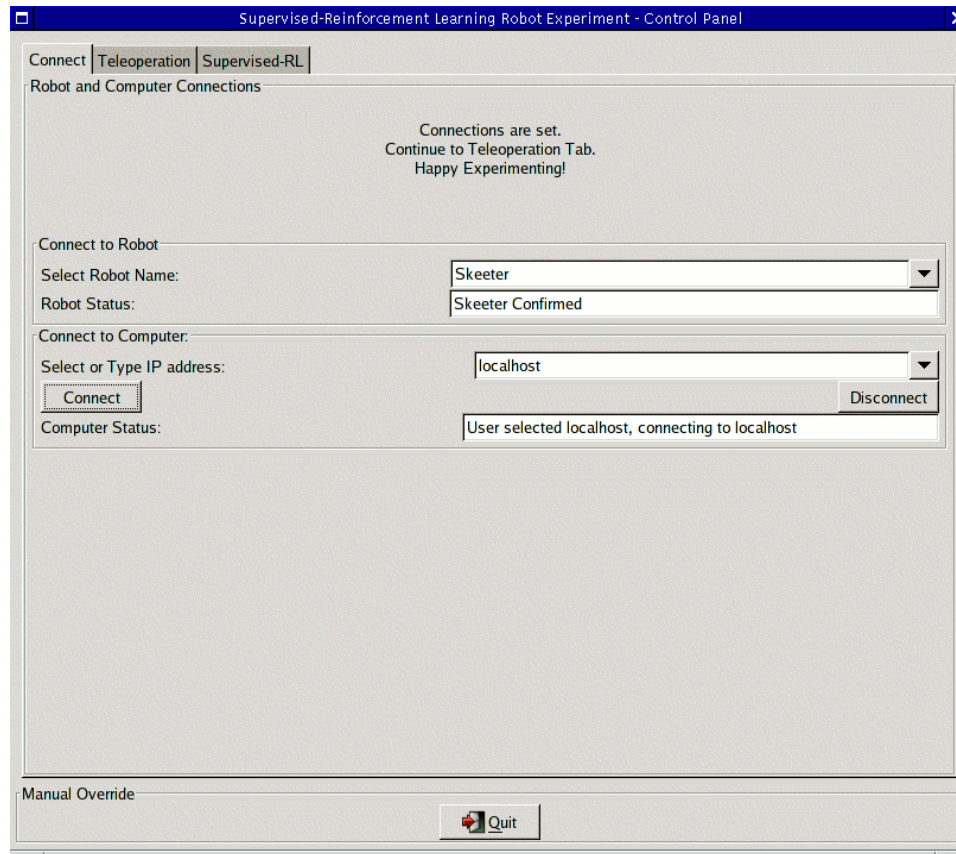 Supervised-Reinforcement Learning Robot Experiment - Control Panel
Connect Teleoperation Supervised-RL
Robot and Computer Connections
Connections are set.
Continue to Teleoperation Tab.
Happy Experimenting!
Connect to Robot
Select Robot Name: Skeeter
Robot Status: Skeeter Confirmed
Connect to Computer:
Select or Type IP address: localhost
Connect Disconnect
Computer Status: User selected localhost, connecting to localhost
Manual Override
Quit